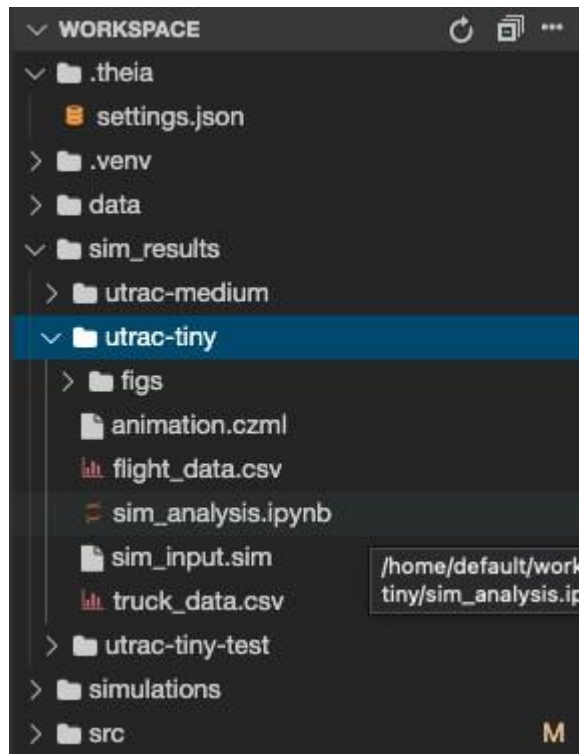 WORKSPACE
.theia
settings.json
.venv
data
sim_results
utrac-medium
utrac-tiny
figs
animation.czml
flight_data.csv
sim_analysis.ipynb
sim_input.sim
/home/default/work
truck_data.csv
tiny/sim_analysis.ip
utrac-tiny-test
simulations
src M